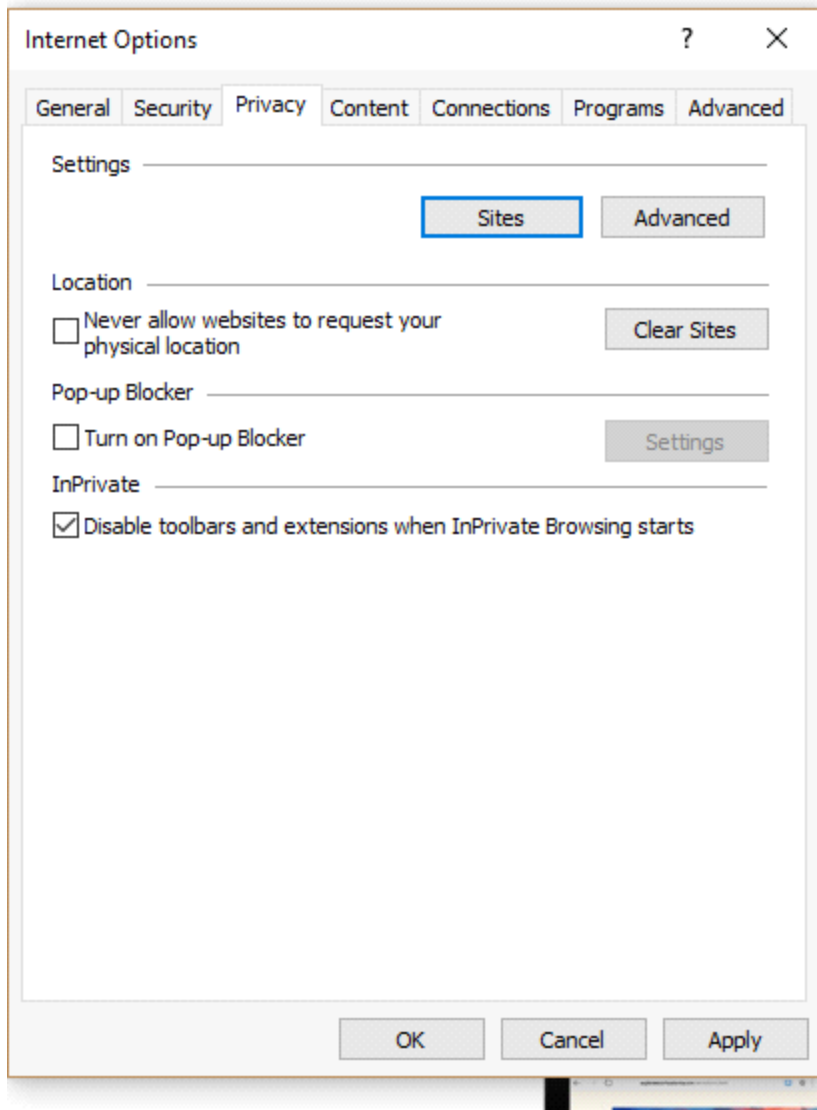 Internet Options ?
General Security Privacy Content Connections Programs Advanced
Settings
Sites Advanced
Location
Never allow websites to request your
physical location
Clear Sites
Pop-up Blocker
Turn on Pop-up Blocker Settings
InPrivate
Disable toolbars and extensions when InPrivate Browsing starts
OK Cancel Apply